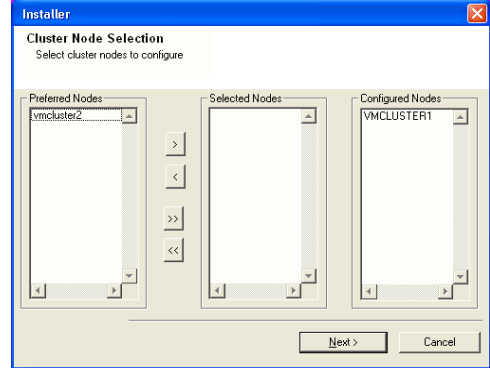 Installer
Cluster Node Selection
Select cluster nodes to configure
Preferred Nodes
Selected Nodes
Configured Nodes
vmcluster2
VMCLUSTER1
>
<
>>
<<
Next >
Cancel